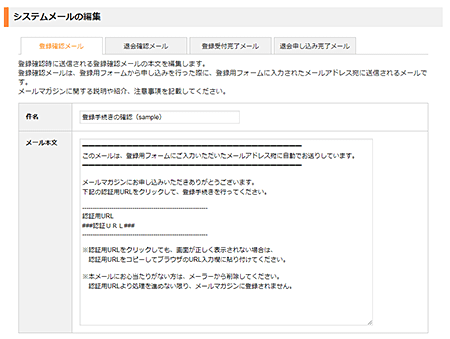 システムメールの編集
登録確認メール 退会確認メール 登録受付完了メール 退会申し込み完了メール
登録確認時に送信される登録確認メールの本文を編集します。
登録確認メールは、登録用フォームから申し込みを行った際に、登録用フォームに入力されたメールアドレス宛に送信されるメールで
す。
メールマガジンに関する説明や紹介、注意事項を記載してください。
件名 登録手続きの確認（sample）
メール本文
このメールは、登録用フォームにご入力いただいたメールアドレス宛に自動でお送りしています。
メールマガジンにお申し込みいただきありがとうございます。
下記の認証用URLをクリックして、登録手続きを行ってください。
------------------------------------------------------------
認証用URL
###認証ＵＲＬ###
------------------------------------------------------------
※認証用URLをクリックしても、画面が正しく表示されない場合は、
認証用URLをコピーしてブラウザのURL入力欄に貼り付けてください。
※本メールにお心当たりがない方は、メーラーから削除してください。
認証用URLより処理を進めない限り、メールマガジンに登録されません。